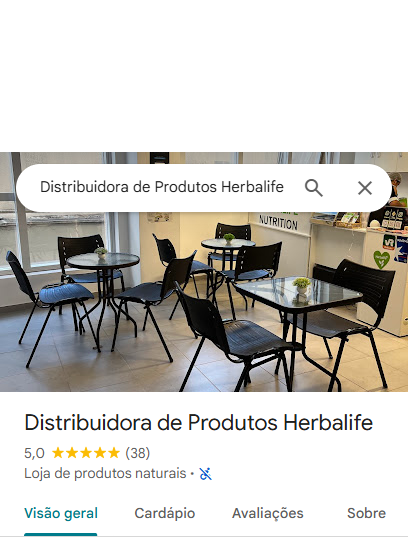 Distribuidora de Produtos Herbalife
NUTRITION
Distribuidora de Produtos Herbalife
5,0 ★★★★★ (38)
Loja de produtos naturais ·
Visão geral Cardápio Avaliações Sobre